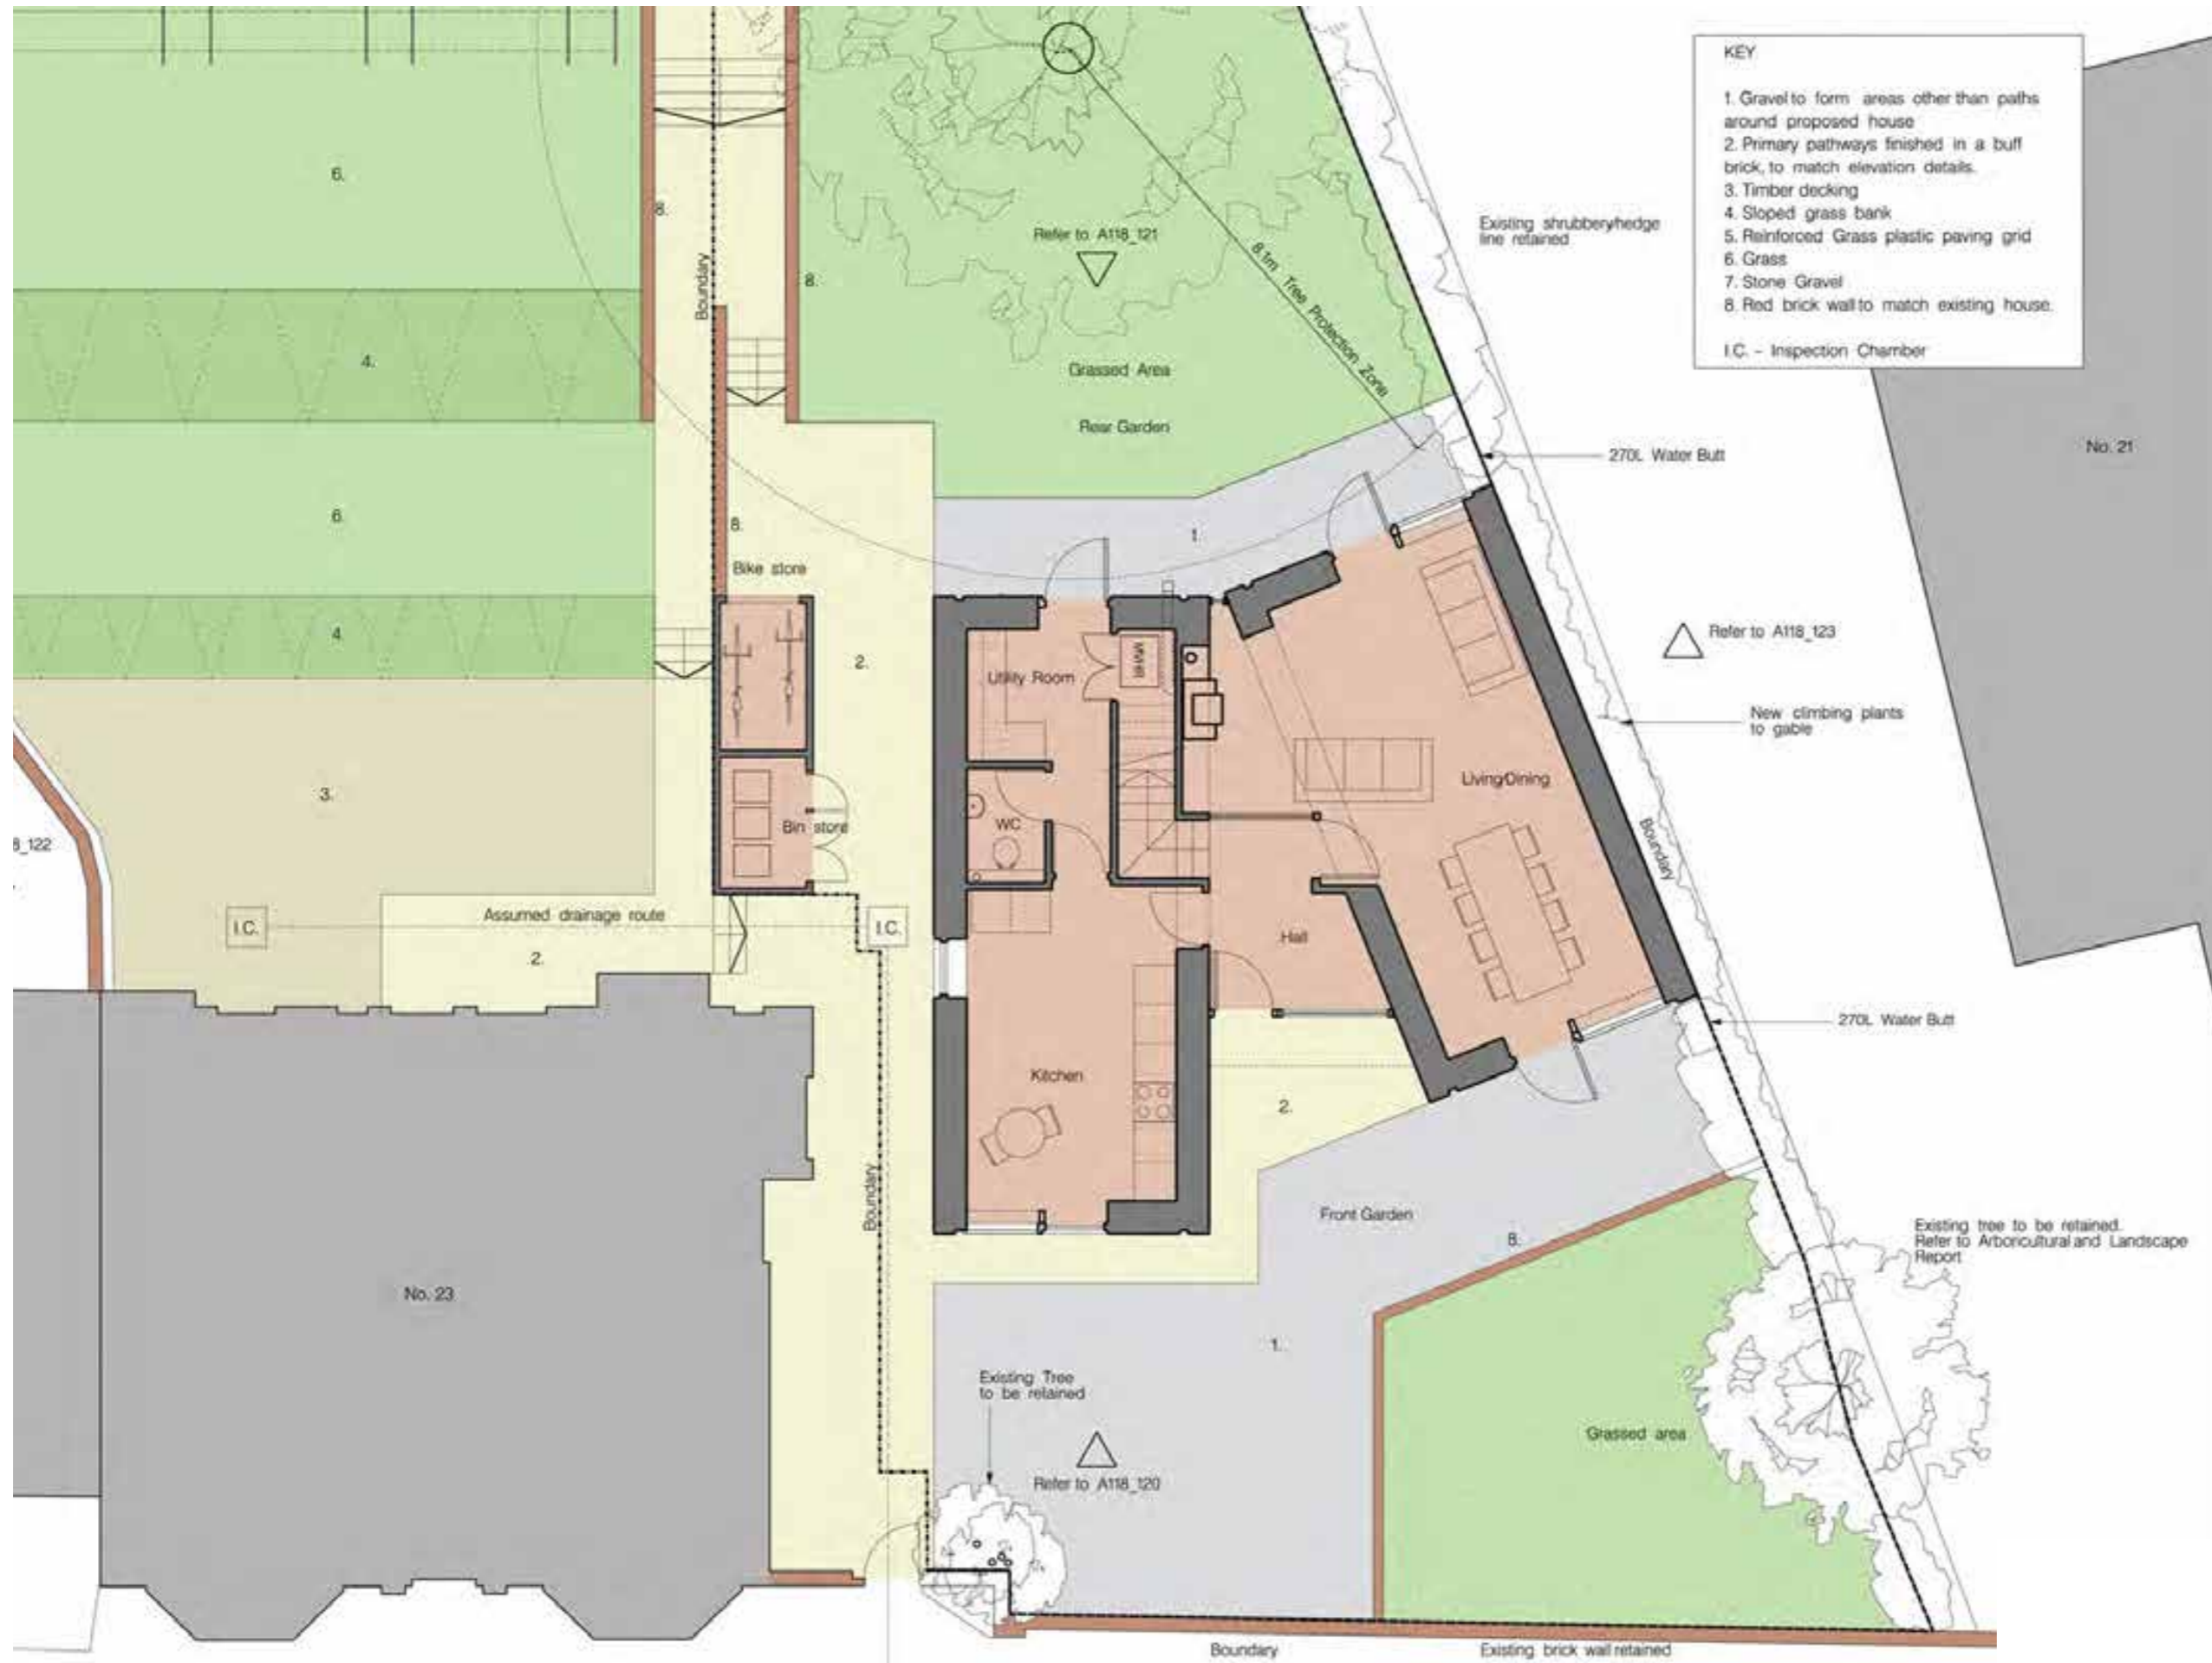 KEY
1. Gravel to form areas other than paths
around proposed house
2. Primary pathways finished in a buff
brick, to match elevation details.
3. Timber decking
4. Sloped grass bank
5. Reinforced Grass plastic paving grid
6. Grass
7. Stone Gravel
8. Red brick wall to match existing house.
I.C. - Inspection Chamber
6.
8.
Boundary
8.
Refer to A118_121
8.1m Tree Protection Zone
Existing shrubbery/hedge
line retained
4.
Grassed Area
Rear Garden
270L Water Butt
No. 21
6.
8.
1.
Bike store
4.
2.
Utility Room
MVHR
Refer to A118_123
New climbing plants
to gable
Living/Dining
3.
Bin store
WC
Boundary
8_122
Assumed drainage route
I.C.
I.C.
2.
Hall
270L Water Butt
Kitchen
2.
Boundary
Front Garden
8.
Existing tree to be retained.
Refer to Arboricultural and Landscape
Report
No. 23
1.
Existing Tree
to be retained
Grassed area
Refer to A118_120
Boundary
Existing brick wall retained